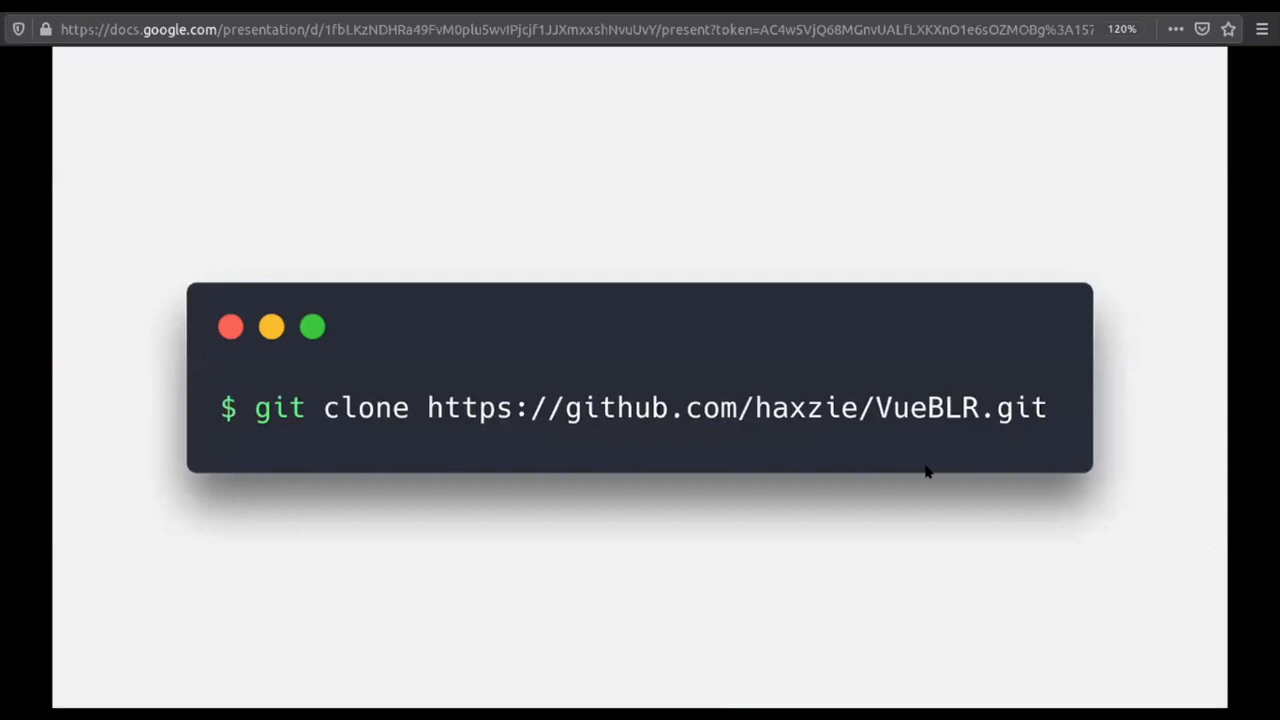 https://docs.google.com/presentation/d/1fbLKzNDHRa49FvM0plu5wvIPjcjf1JJXmxxshNvuUvY/present?token=AC4w5VjQ68MGnvUALfLXKXnO1e6sOZMOBg%3A157 120%
$ git clone https://github.com/haxzie/VueBLR.git